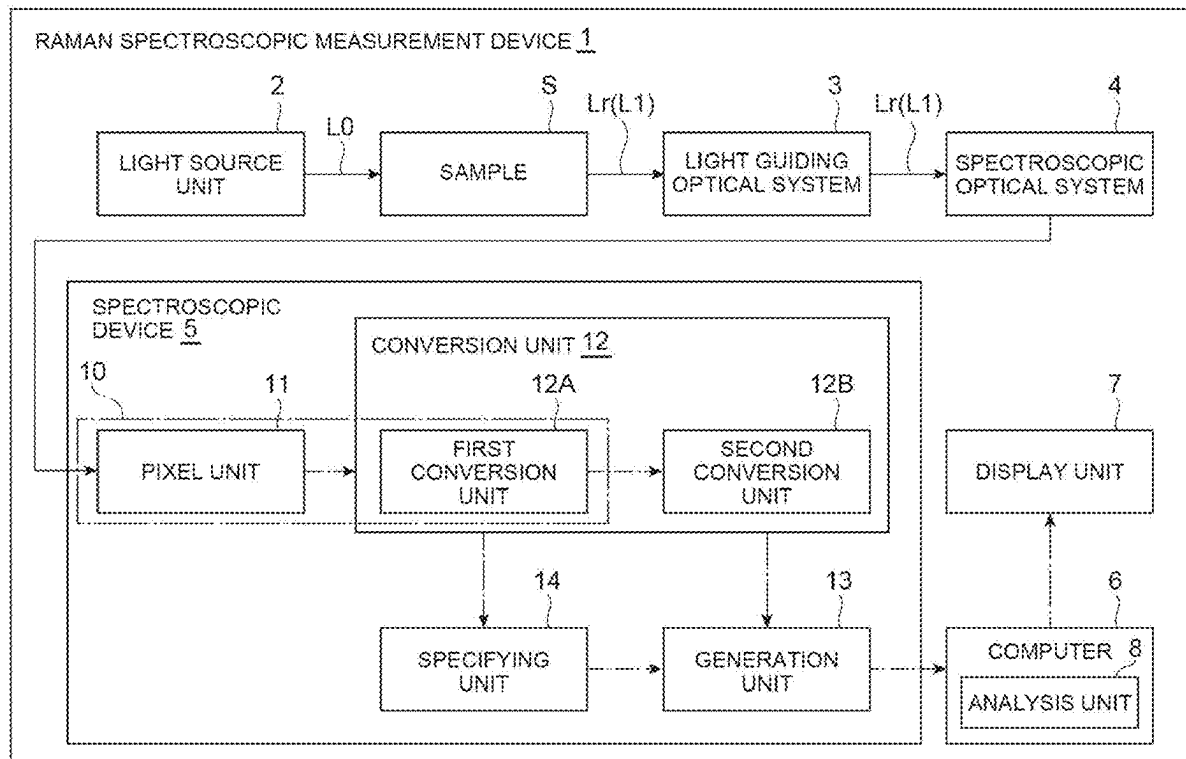 RAMAN SPECTROSCOPIC MEASUREMENT DEVICE 1
2
S
3
4
L0
Lr(L1)
Lr(L1)
LIGHT SOURCE
UNIT
SAMPLE
LIGHT GUIDING
OPTICAL SYSTEM
SPECTROSCOPIC
OPTICAL SYSTEM
SPECTROSCOPIC
DEVICE 5
CONVERSION UNIT 12
10
11
12A
12B
7
PIXEL UNIT
FIRST
CONVERSION
UNIT
SECOND
CONVERSION
UNIT
DISPLAY UNIT
14
13
6
SPECIFYING
UNIT
GENERATION
UNIT
COMPUTER
8
ANALYSIS UNIT